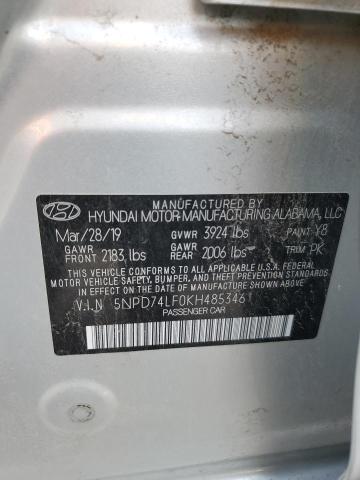 MANUFACTURED BY
HYUNDAI MOTOR MANUFACTURING ALABAMA, LLC
Mar/28/19 GVWR 3924 lbs PAINT Y8
GAWR FRONT 2183 lbs GAWR REAR 2006 lbs TRIM PK
THIS VEHICLE CONFORMS TO ALL APPLICABLE U.S. FEDERAL
MOTOR VEHICLE SAFETY, BUMPER, AND THEFT PREVENTION
STANDARDS IN EFFECT ON THE DATE OF MANUFACTURE SHOWN ABOVE.
V.I.N 5NPD74LF0KH485346
PASSENGER CAR